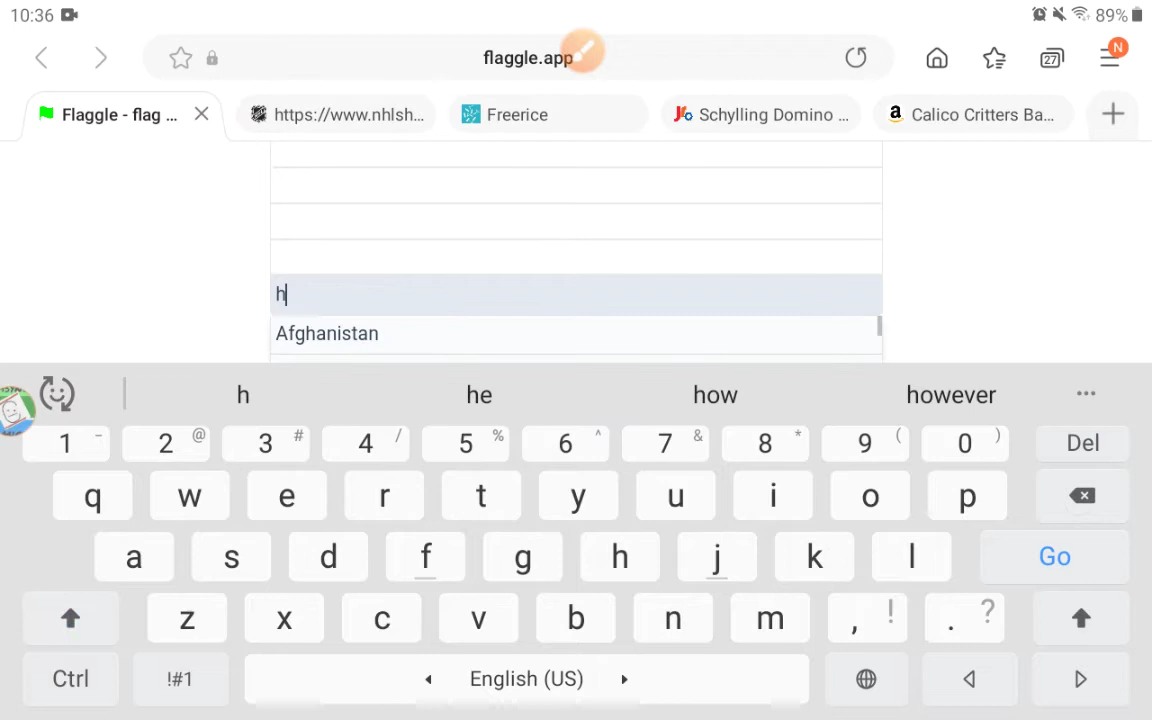 10:36 89%
flaggle.app 27 N
Flaggle - flag ... https://www.nhlsh... Freerice Schylling Domino ... Calico Critters Ba...
h
Afghanistan
h he how however ...
1 - 2 @ 3 # 4 / 5 % 6 ^ 7 & 8 * 9 ( 0 ) Del
q w e r t y u i o p
a s d f g h j k l Go
z x c v b n m , ! . ?
Ctrl !#1 English (US)